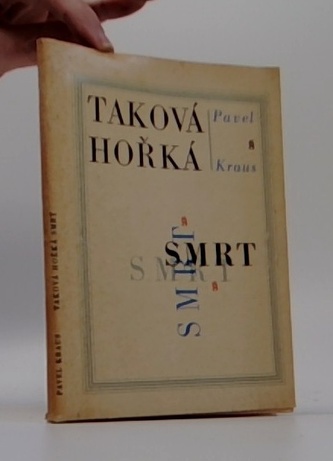 TAKOVÁ
HOŘKÁ
Pavel
Kraus
SMRT
SMRT
SMRT
PAVEL KRAUS TAKOVÁ HOŘKÁ SMRT